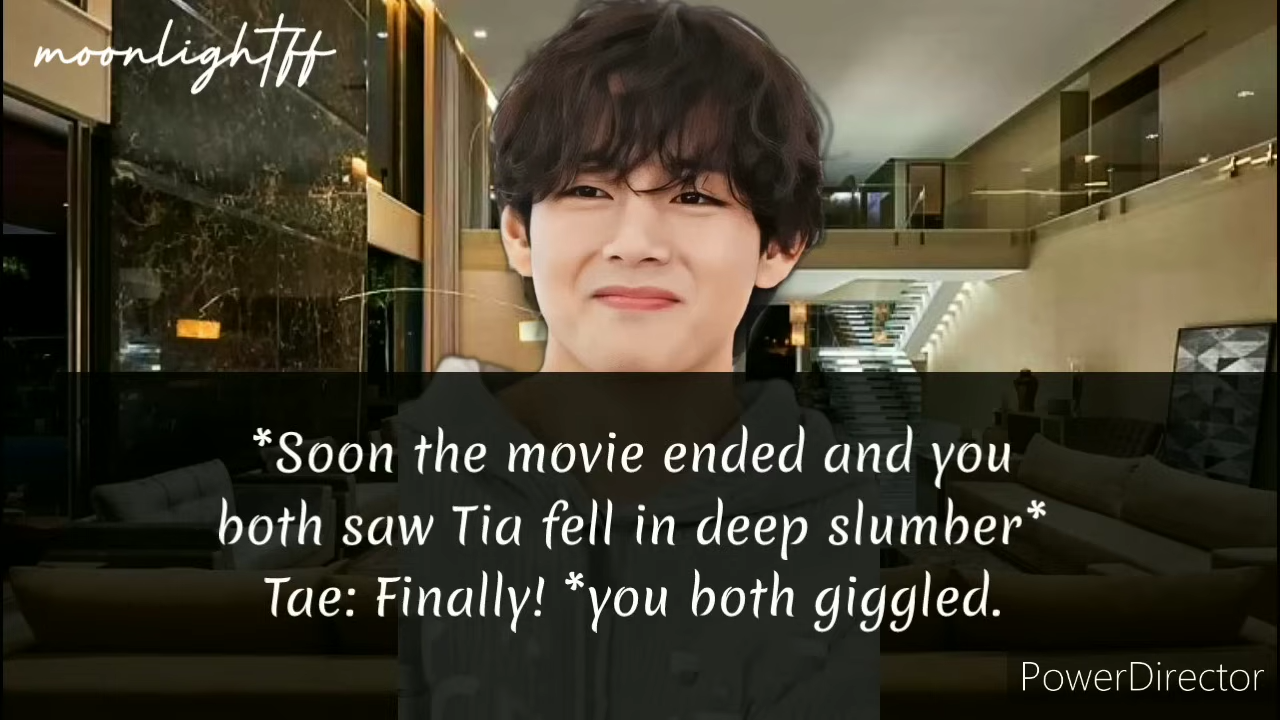 moonlightff
*Soon the movie ended and you
both saw Tia fell in deep slumber*
Tae: Finally! *you both giggled.
PowerDirector